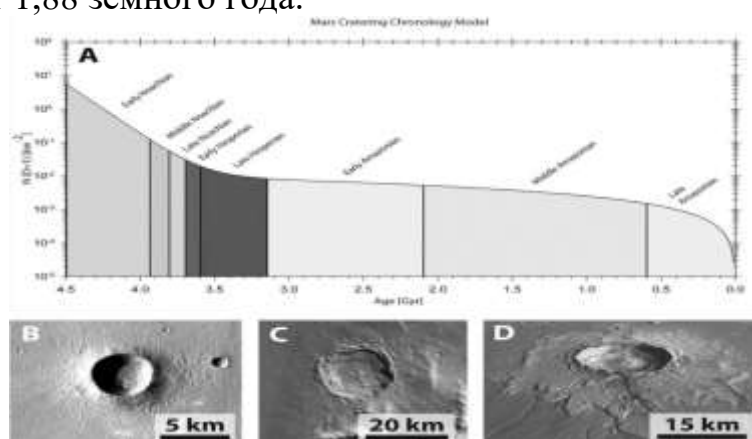 1,88 земного года.
Mars Cratering Chronology Model
A
Early Noachian
Middle Noachian
Late Noachian
Early Hesperian
Late Hesperian
Early Amazonian
Middle Amazonian
Late
Amazonian
4.5 4.0 3.5 3.0 2.5 2.0 1.5 1.0 0.5 0.0
Age [Gyr]
B C D
5 km 20 km 15 km